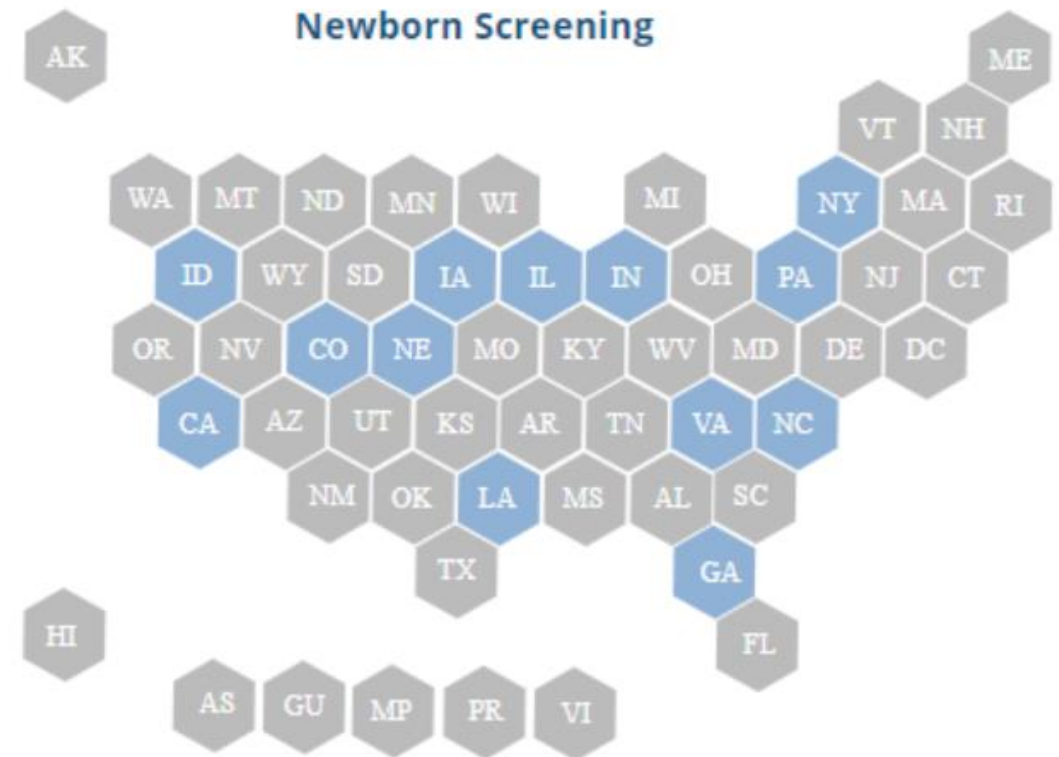 Newborn Screening
AK
ME
VT NH
WA MT ND MN WI MI NY MA RI
ID WY SD IA IL IN OH PA NJ CT
OR NV CO NE MO KY WV MD DE DC
CA AZ UT KS AR TN VA NC
NM OK LA MS AL SC
TX GA
HI FL
AS GU MP PR VI